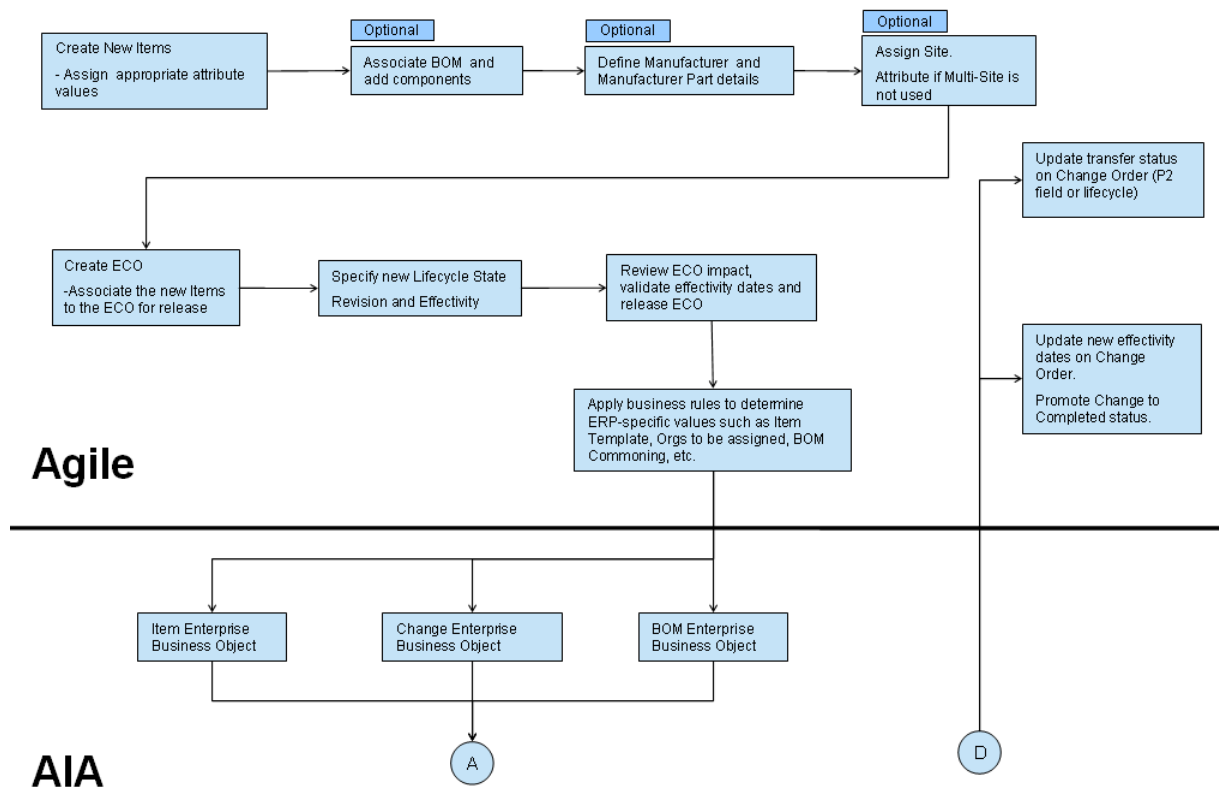 Optional
Optional
Optional
Create New Items
- Assign appropriate attribute
values
Associate BOM and
add components
Define Manufacturer and
Manufacturer Part details
Assign Site.
Attribute if Multi-Site is
not used
Update transfer status
on Change Order (P2
field or lifecycle)
Create ECO
-Associate the new Items
to the ECO for release
Specify new Lifecycle State
Revision and Effectivity
Review ECO impact,
validate effectivity dates and
release ECO
Update new effectivity
dates on Change
Order.
Promote Change to
Completed status.
Apply business rules to determine
ERP-specific values such as Item
Template, Orgs to be assigned, BOM
Commoning, etc.
Agile
Item Enterprise
Business Object
Change Enterprise
Business Object
BOM Enterprise
Business Object
A
D
AIA